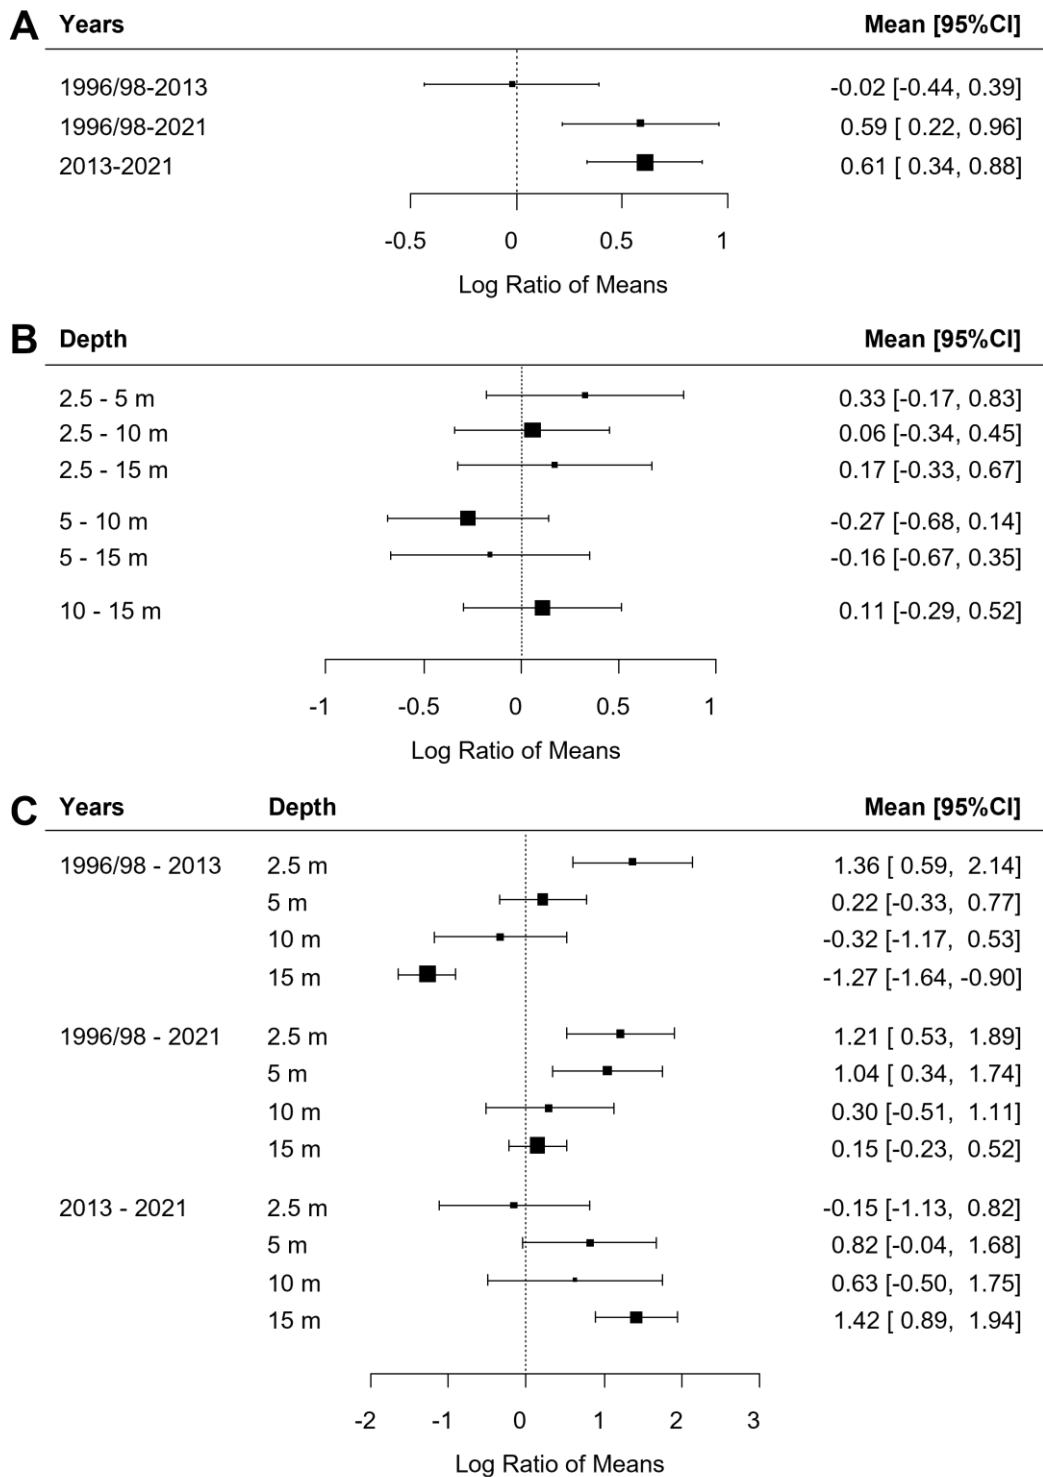 A Years Mean [95%CI]
1996/98-2013 -0.02 [-0.44, 0.39]
1996/98-2021 0.59 [ 0.22, 0.96]
2013-2021 0.61 [ 0.34, 0.88]
-0.5 0 0.5 1
Log Ratio of Means
B Depth Mean [95%CI]
2.5 - 5 m 0.33 [-0.17, 0.83]
2.5 - 10 m 0.06 [-0.34, 0.45]
2.5 - 15 m 0.17 [-0.33, 0.67]
5 - 10 m -0.27 [-0.68, 0.14]
5 - 15 m -0.16 [-0.67, 0.35]
10 - 15 m 0.11 [-0.29, 0.52]
-1 -0.5 0 0.5 1
Log Ratio of Means
C Years Depth Mean [95%CI]
1996/98 - 2013 2.5 m 1.36 [ 0.59, 2.14]
5 m 0.22 [-0.33, 0.77]
10 m -0.32 [-1.17, 0.53]
15 m -1.27 [-1.64, -0.90]
1996/98 - 2021 2.5 m 1.21 [ 0.53, 1.89]
5 m 1.04 [ 0.34, 1.74]
10 m 0.30 [-0.51, 1.11]
15 m 0.15 [-0.23, 0.52]
2013 - 2021 2.5 m -0.15 [-1.13, 0.82]
5 m 0.82 [-0.04, 1.68]
10 m 0.63 [-0.50, 1.75]
15 m 1.42 [ 0.89, 1.94]
-2 -1 0 1 2 3
Log Ratio of Means